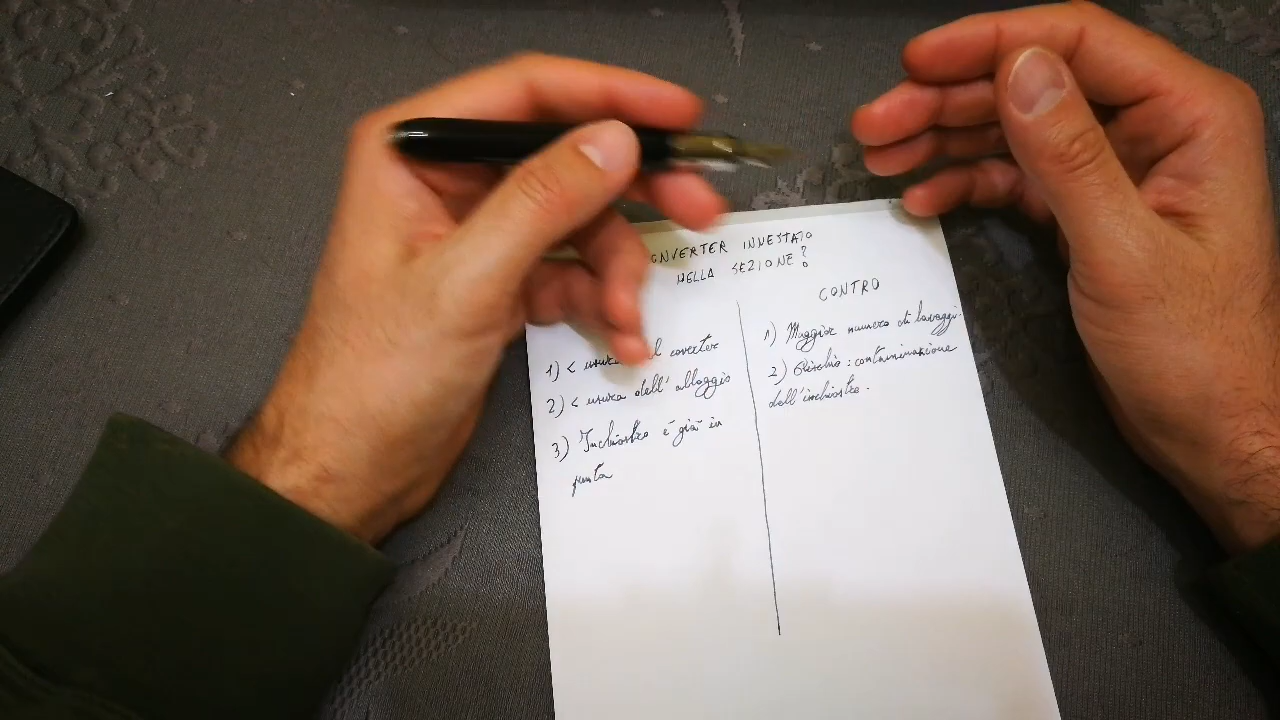 CONVERTER INNESTATO
NELLA SEZIONE?
CONTRO
1) < usura converter
2) < usura dell'alloggio
3) Inchiostro è già in
punta
1) Maggior numero di lavaggi.
2) Rischio: contaminazione
dell'inchiostro.